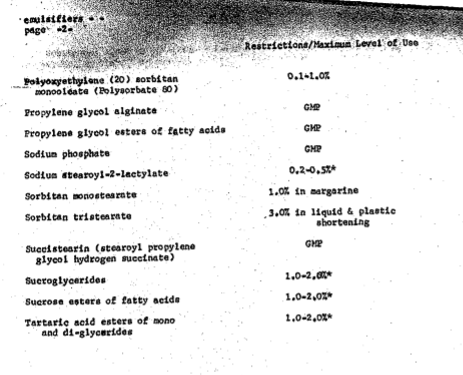 emulsifiers - -
page -2-
Restrictions/Maximum Level of Use
Polyoxyethylene (20) sorbitan
monooleate (Polysorbate 80)
0.1-1.0%
Propylene glycol alginate
GMP
Propylene glycol esters of fatty acids
GMP
Sodium phosphate
GMP
Sodium stearoyl-2-lactylate
0.2-0.5%*
Sorbitan monostearate
1.0% in margarine
Sorbitan tristearate
3.0% in liquid & plastic
shortening
Succistearin (stearoyl propylene
glycol hydrogen succinate)
GMP
Sucroglycerides
1.0-2.0%*
Sucrose esters of fatty acids
1.0-2.0%*
Tartaric acid esters of mono
and di-glycerides
1.0-2.0%*